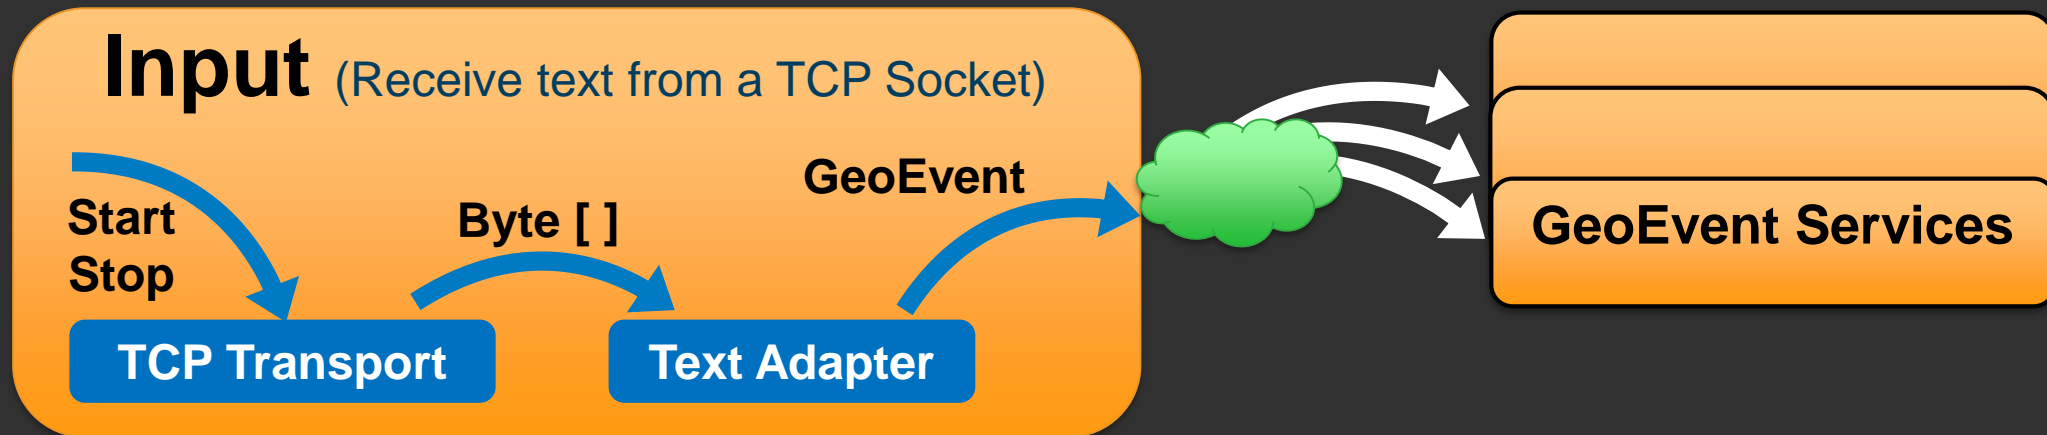 Input (Receive text from a TCP Socket)
Start
Stop
Byte [ ]
GeoEvent
TCP Transport
Text Adapter
GeoEvent Services